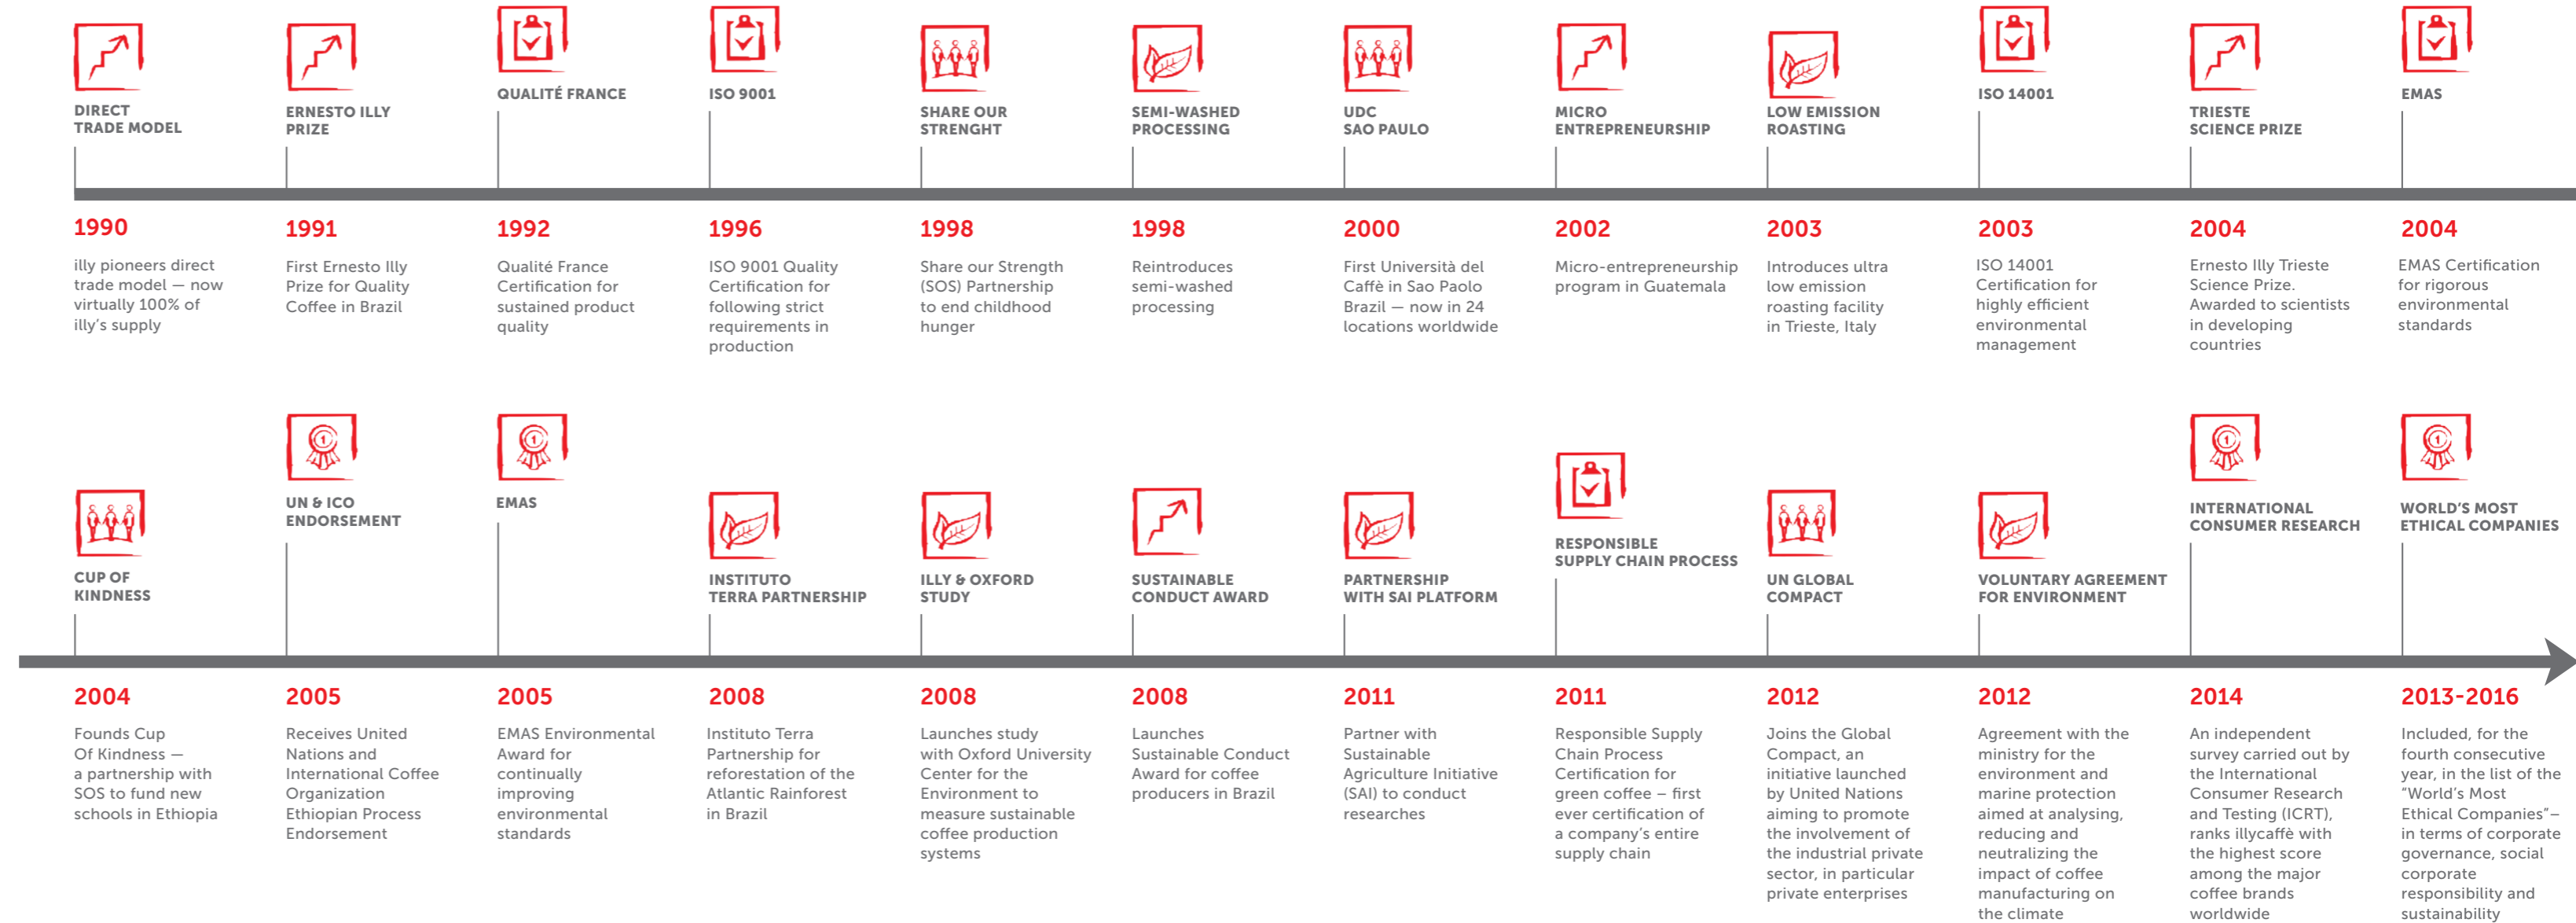 DIRECT
TRADE MODEL
1990
illy pioneers direct
trade model — now
virtually 100% of
illy's supply
ERNESTO ILLY
PRIZE
1991
First Ernesto Illy
Prize for Quality
Coffee in Brazil
QUALITÉ FRANCE
1992
Qualité France
Certification for
sustained product
quality
ISO 9001
1996
ISO 9001 Quality
Certification for
following strict
requirements in
production
SHARE OUR
STRENGHT
1998
Share our Strength
(SOS) Partnership
to end childhood
hunger
SEMI-WASHED
PROCESSING
1998
Reintroduces
semi-washed
processing
UDC
SAO PAULO
2000
First Università del
Caffè in Sao Paolo
Brazil — now in 24
locations worldwide
MICRO
ENTREPRENEURSHIP
2002
Micro-entrepreneurship
program in Guatemala
LOW EMISSION
ROASTING
2003
Introduces ultra
low emission
roasting facility
in Trieste, Italy
ISO 14001
2003
ISO 14001
Certification for
highly efficient
environmental
management
TRIESTE
SCIENCE PRIZE
2004
Ernesto Illy Trieste
Science Prize.
Awarded to scientists
in developing
countries
EMAS
2004
EMAS Certification
for rigorous
environmental
standards
CUP OF
KINDNESS
2004
Founds Cup
Of Kindness —
a partnership with
SOS to fund new
schools in Ethiopia
1
UN & ICO
ENDORSEMENT
2005
Receives United
Nations and
International Coffee
Organization
Ethiopian Process
Endorsement
1
EMAS
2005
EMAS Environmental
Award for
continually
improving
environmental
standards
INSTITUTO
TERRA PARTNERSHIP
2008
Instituto Terra
Partnership for
reforestation of the
Atlantic Rainforest
in Brazil
ILLY & OXFORD
STUDY
2008
Launches study
with Oxford University
Center for the
Environment to
measure sustainable
coffee production
systems
SUSTAINABLE
CONDUCT AWARD
2008
Launches
Sustainable Conduct
Award for coffee
producers in Brazil
PARTNERSHIP
WITH SAI PLATFORM
2011
Partner with
Sustainable
Agriculture Initiative
(SAI) to conduct
researches
RESPONSIBLE
SUPPLY CHAIN PROCESS
2011
Responsible Supply
Chain Process
Certification for
green coffee – first
ever certification of
a company's entire
supply chain
UN GLOBAL
COMPACT
2012
Joins the Global
Compact, an
initiative launched
by United Nations
aiming to promote
the involvement of
the industrial private
sector, in particular
private enterprises
VOLUNTARY AGREEMENT
FOR ENVIRONMENT
2012
Agreement with the
ministry for the
environment and
marine protection
aimed at analysing,
reducing and
neutralizing the
impact of coffee
manufacturing on
the climate
1
INTERNATIONAL
CONSUMER RESEARCH
2014
An independent
survey carried out by
the International
Consumer Research
and Testing (ICRT),
ranks illycaffè with
the highest score
among the major
coffee brands
worldwide
1
WORLD'S MOST
ETHICAL COMPANIES
2013-2016
Included, for the
fourth consecutive
year, in the list of the
“World's Most
Ethical Companies”–
in terms of corporate
governance, social
corporate
responsibility and
sustainability